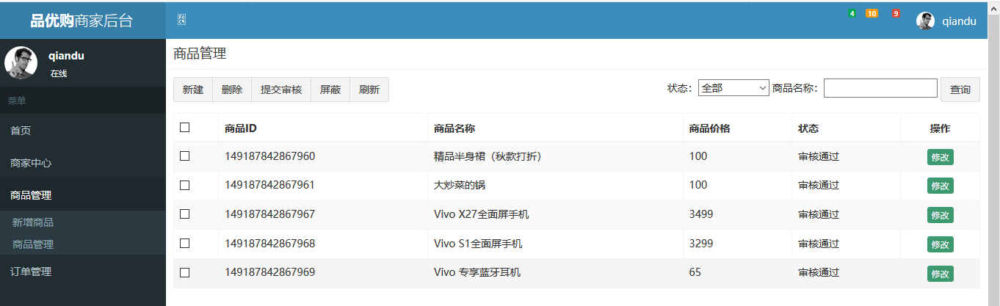 品优购商家后台
4 10 9 qiandu
qiandu
在线
菜单
首页
商家中心
商品管理
新增商品
商品管理
订单管理
商品管理
新建 删除 提交审核 屏蔽 刷新 状态： 全部 商品名称： 查询
商品ID 商品名称 商品价格 状态 操作
149187842867960 精品半身裙（秋款打折） 100 审核通过 修改
149187842867961 大炒菜的锅 100 审核通过 修改
149187842867967 Vivo X27全面屏手机 3499 审核通过 修改
149187842867968 Vivo S1全面屏手机 3299 审核通过 修改
149187842867969 Vivo 专享蓝牙耳机 65 审核通过 修改